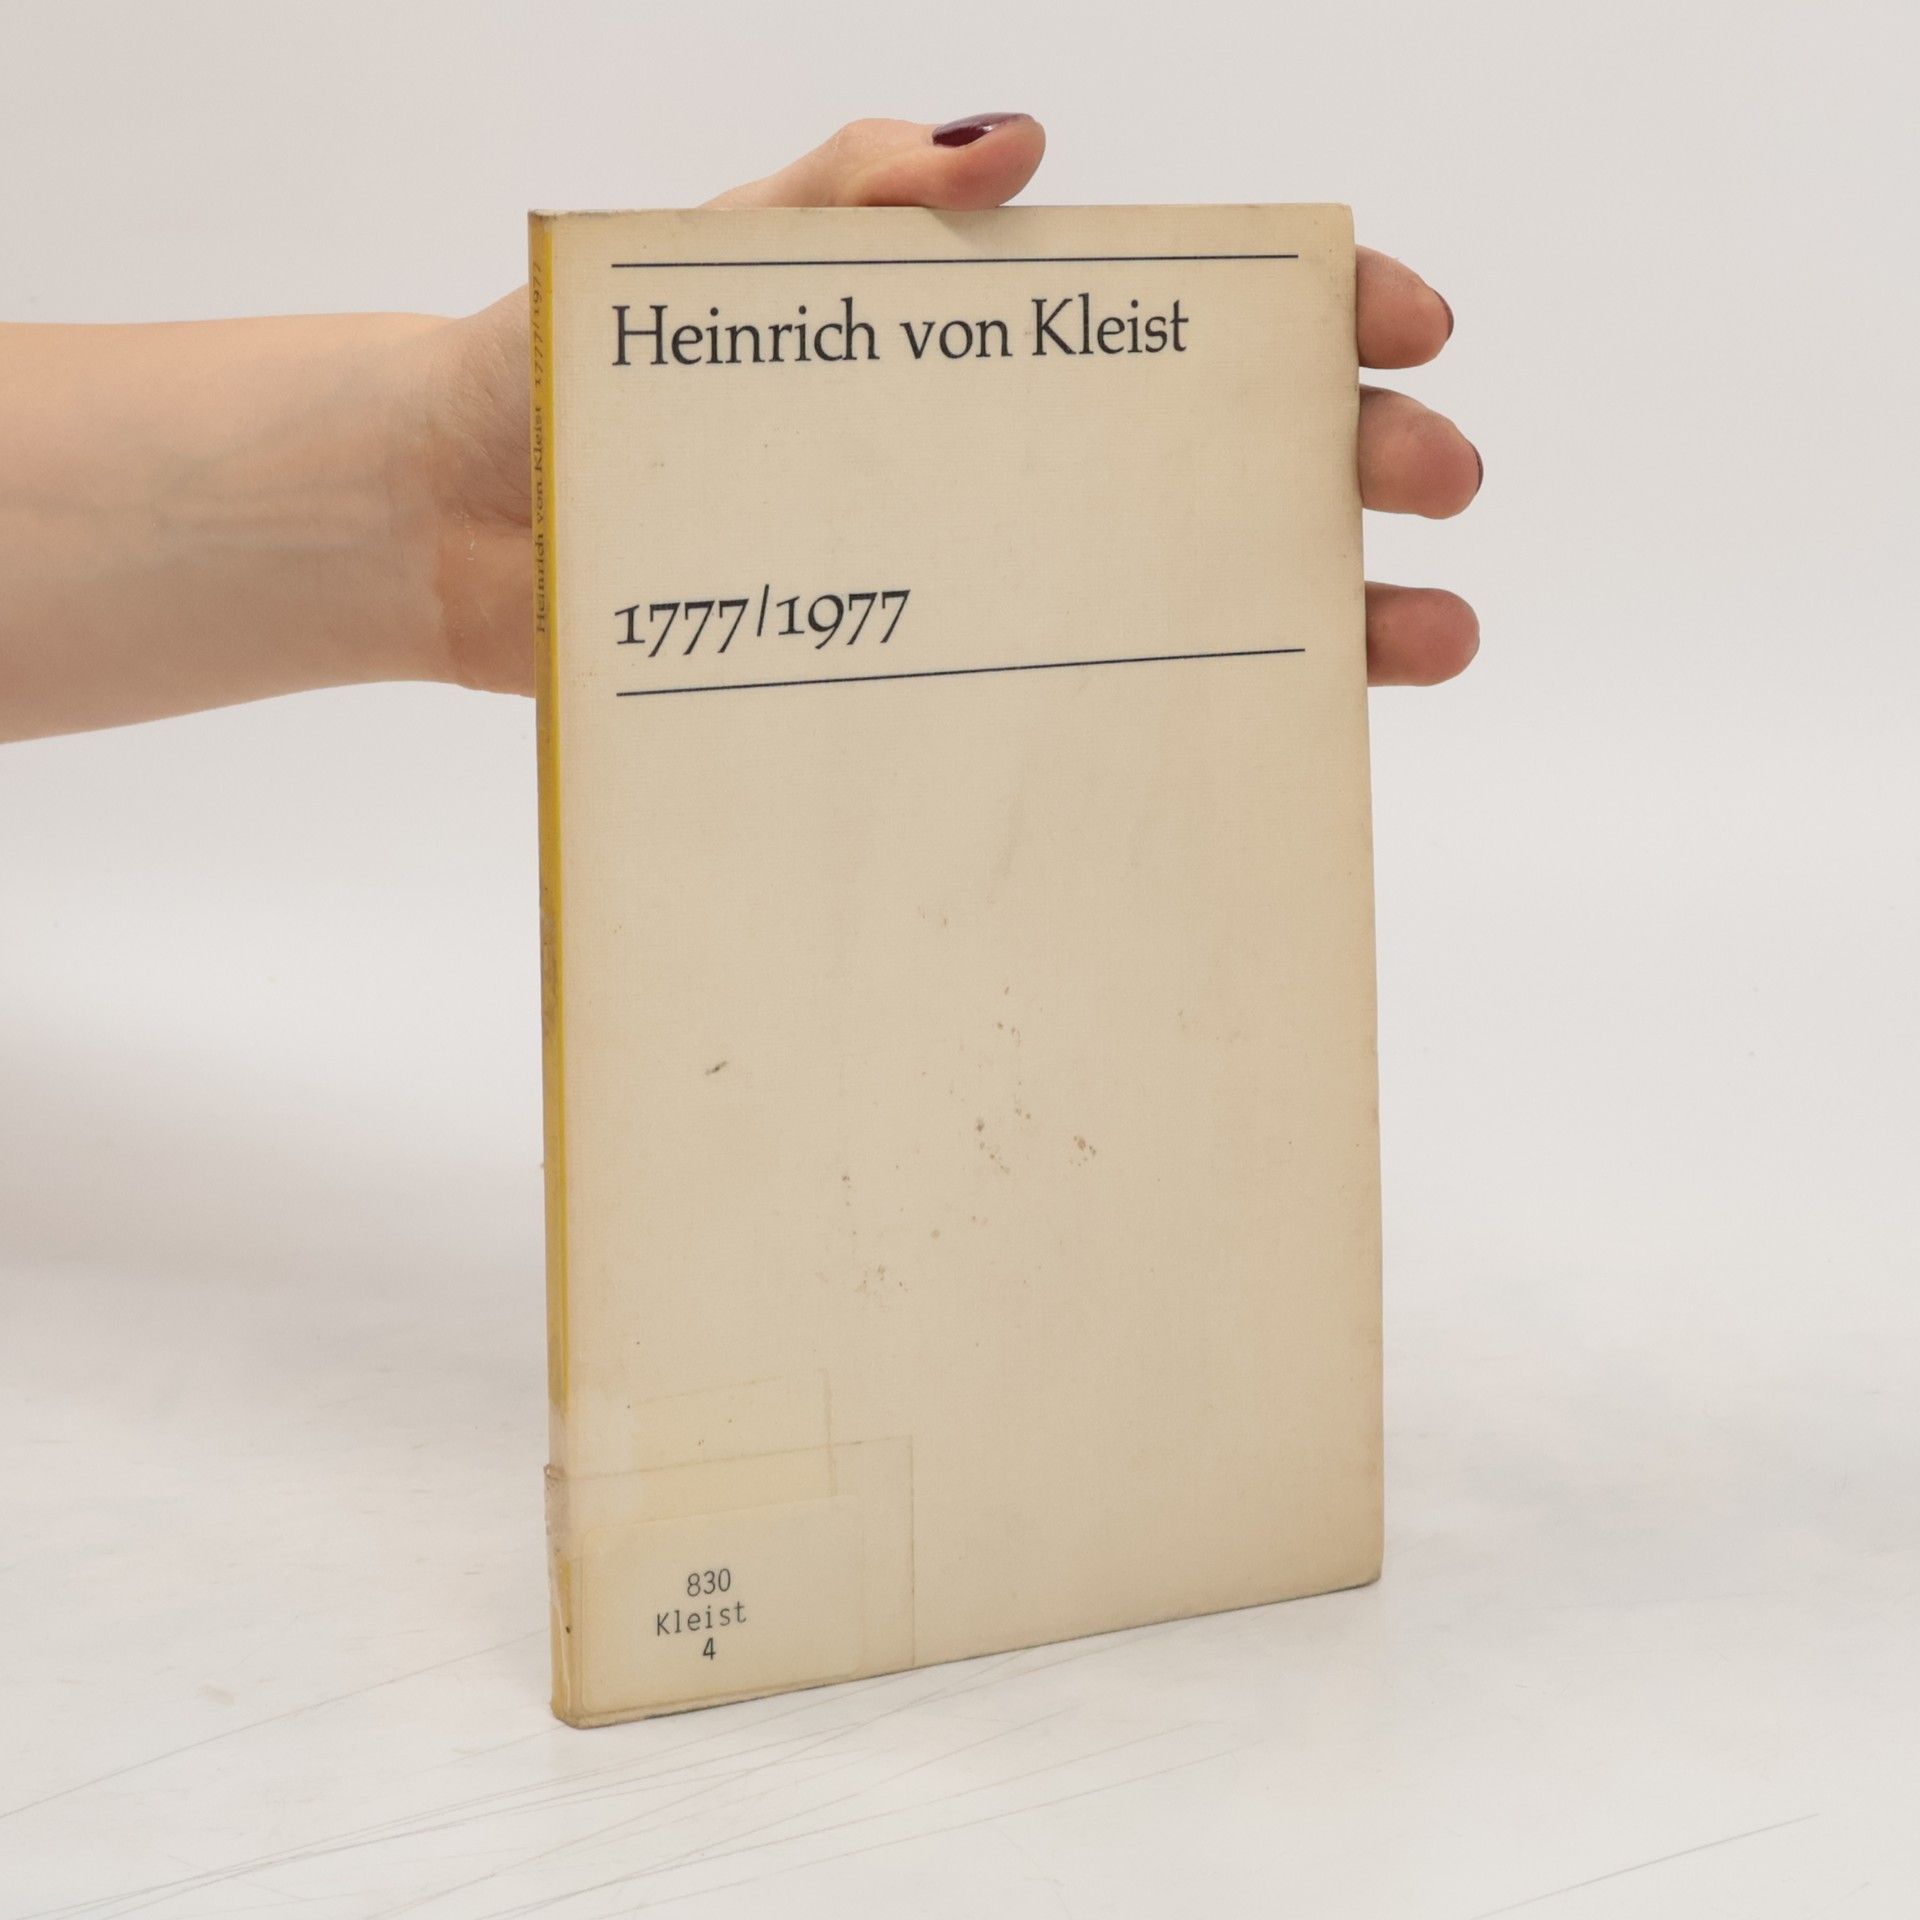 Heinrich von Kleist
1777/1977
Heinrich von Kleist 1777/1977
830
Kleist
4